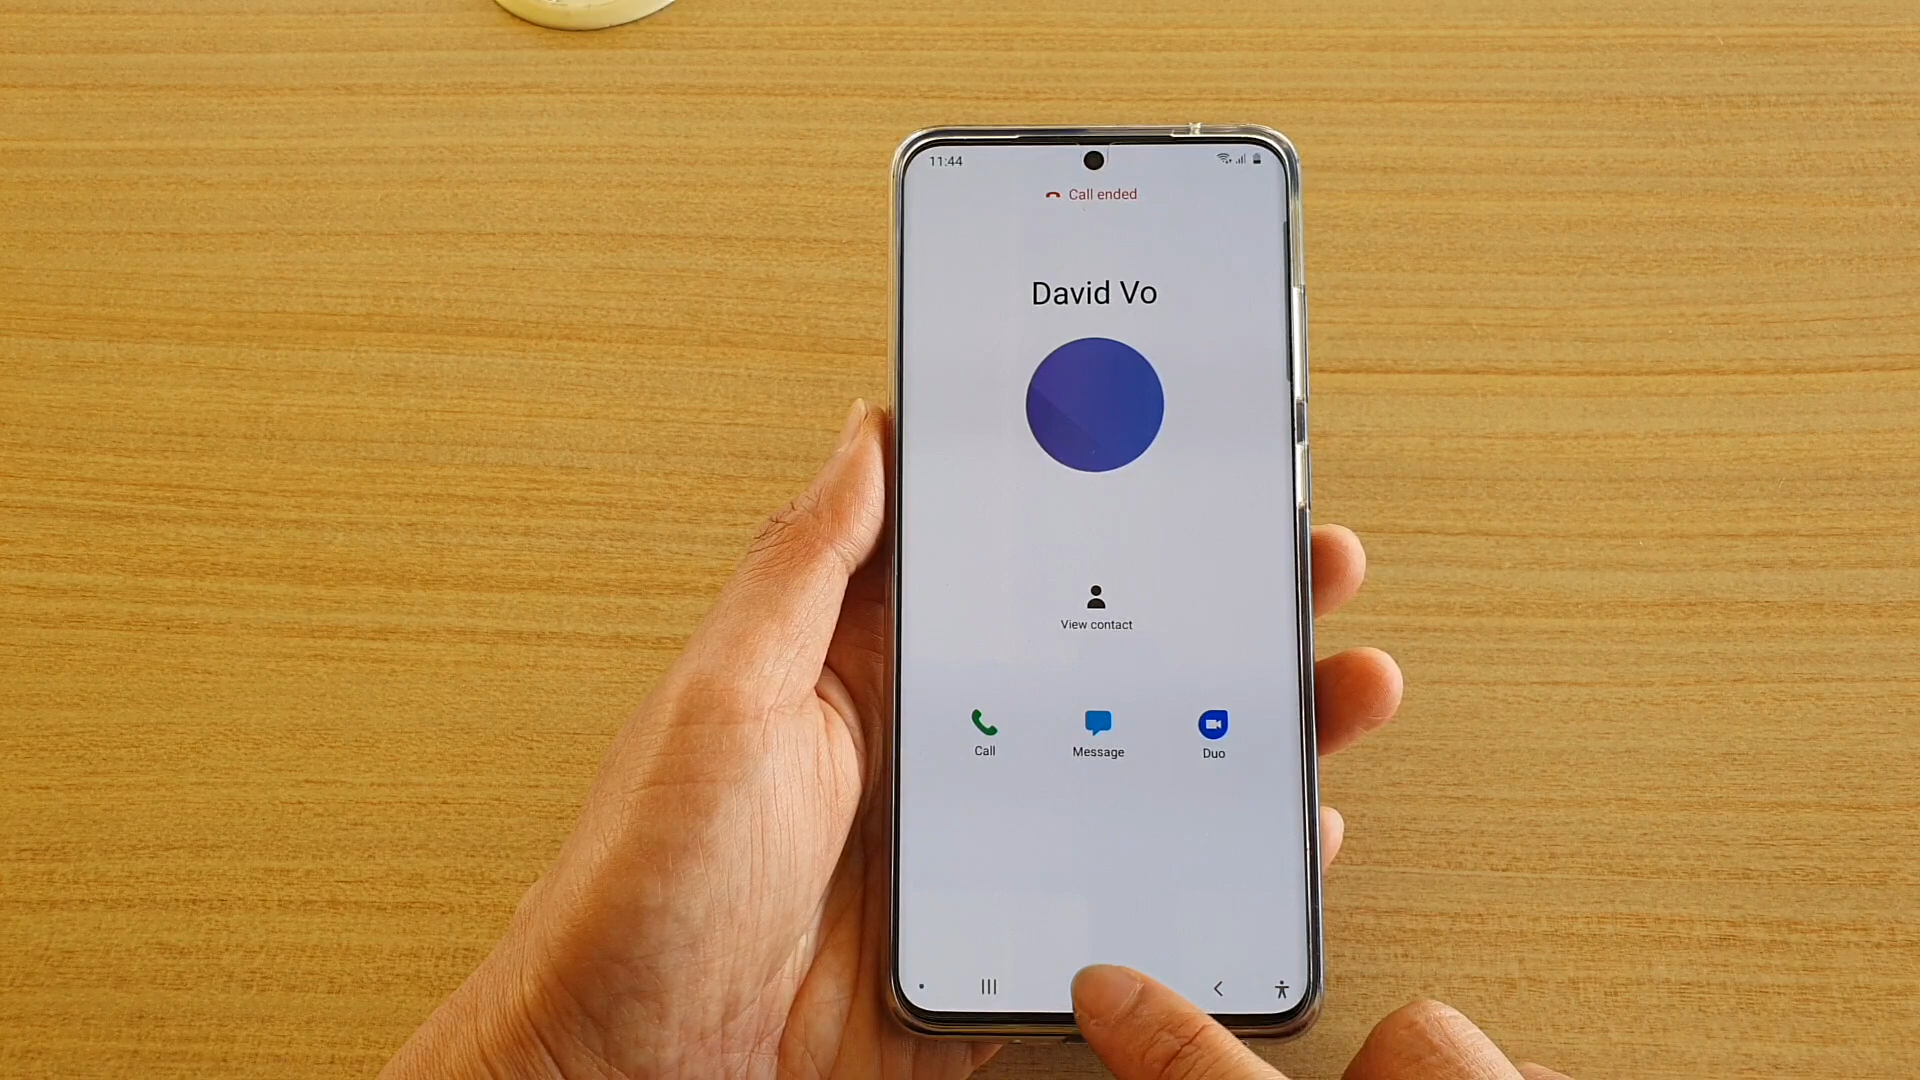 11:44
Call ended
David Vo
View contact
Call
Message
Duo